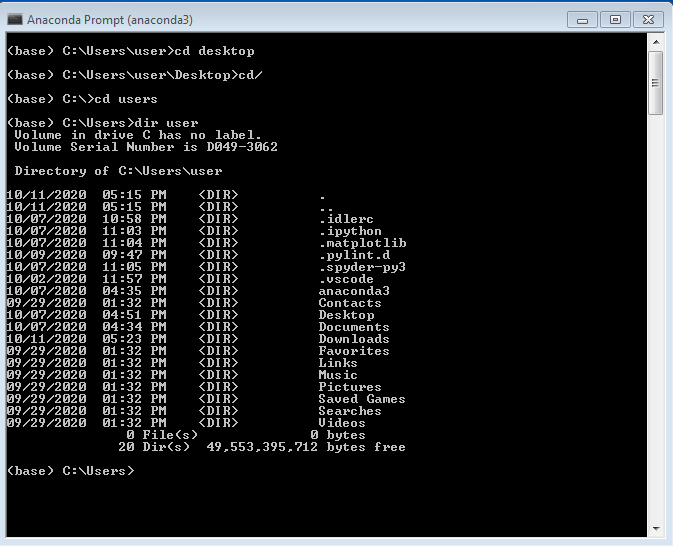 Anaconda Prompt (anaconda3)
(base) C:\Users\user>cd desktop
(base) C:\Users\user\Desktop>cd/
(base) C:\>cd users
(base) C:\Users>dir user
Volume in drive C has no label.
Volume Serial Number is D049-3062
Directory of C:\Users\user
10/11/2020  05:15 PM    <DIR>          .
10/11/2020  05:15 PM    <DIR>          ..
10/07/2020  10:58 PM    <DIR>          .idlerc
10/07/2020  11:03 PM    <DIR>          .ipython
10/07/2020  11:04 PM    <DIR>          .matplotlib
10/09/2020  09:47 PM    <DIR>          .pylint.d
10/07/2020  11:05 PM    <DIR>          .spyder-py3
10/02/2020  11:57 PM    <DIR>          .vscode
10/07/2020  04:35 PM    <DIR>          anaconda3
09/29/2020  01:32 PM    <DIR>          Contacts
10/07/2020  04:51 PM    <DIR>          Desktop
10/07/2020  04:34 PM    <DIR>          Documents
10/11/2020  05:23 PM    <DIR>          Downloads
09/29/2020  01:32 PM    <DIR>          Favorites
09/29/2020  01:32 PM    <DIR>          Links
09/29/2020  01:32 PM    <DIR>          Music
09/29/2020  01:32 PM    <DIR>          Pictures
09/29/2020  01:32 PM    <DIR>          Saved Games
09/29/2020  01:32 PM    <DIR>          Searches
09/29/2020  01:32 PM    <DIR>          Videos
0 File(s)              0 bytes
20 Dir(s)  49,553,395,712 bytes free
(base) C:\Users>